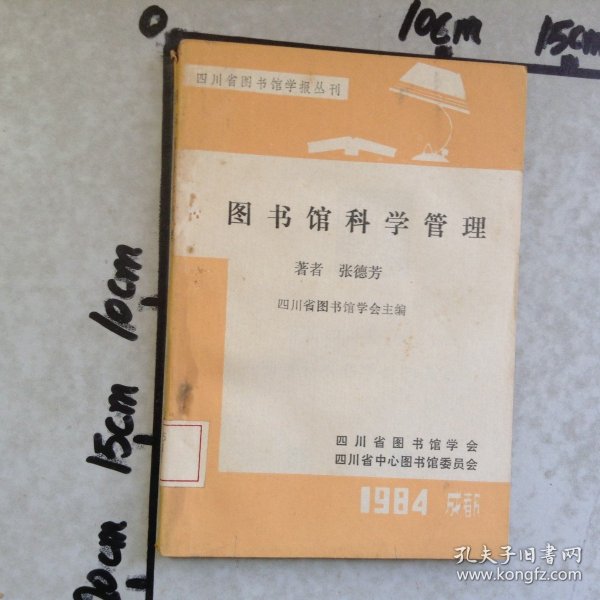 0
10cm
15cm
四川省图书馆学报丛刊
图书馆科学管理
著者 张德芳
四川省图书馆学会主编
10cm
15cm
20cm
四川省图书馆学会
四川省中心图书馆委员会
1984 成都
孔夫子旧书网
www.kongfz.com